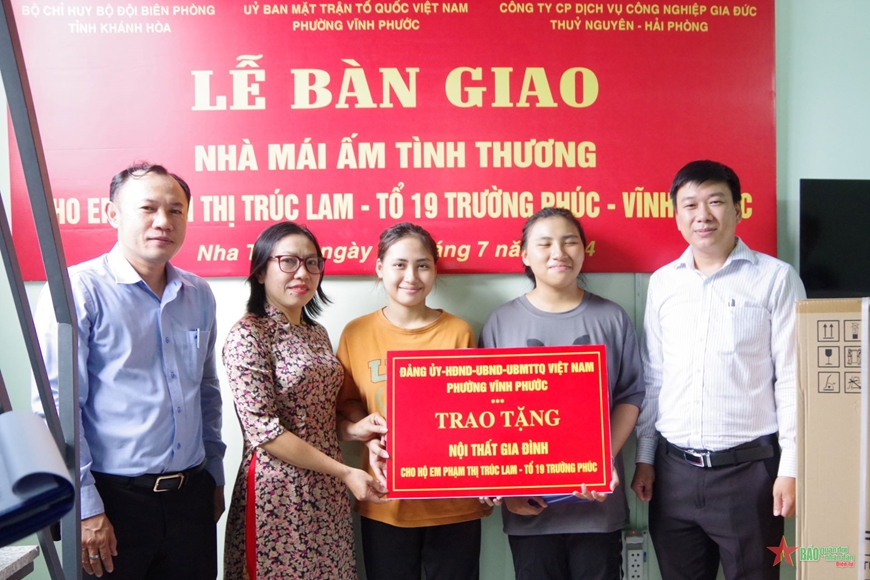 BỘ CHỈ HUY BỘ ĐỘI BIÊN PHÒNG
TỈNH KHÁNH HÒA
UỶ BAN MẶT TRẬN TỔ QUỐC VIỆT NAM
PHƯỜNG VĨNH PHƯỚC
CÔNG TY CP DỊCH VỤ CÔNG NGHIỆP GIA ĐỨC
THUỶ NGUYÊN - HẢI PHÒNG
LỄ BÀN GIAO
NHÀ MÁI ẤM TÌNH THƯƠNG
THỊ TRÚC LAM - TỔ 19 TRƯỜNG PHÚC - VĨNH
Nha ngày 7
ĐẢNG ỦY-HĐND-UBND-UBMTTQ VIỆT NAM
PHƯỜNG VĨNH PHƯỚC
***
TRAO TẶNG
NỘI THẤT GIA ĐÌNH
CHO HỘ EM PHẠM THỊ TRÚC LAM - TỔ 19 TRƯỜNG PHÚC
BÁO